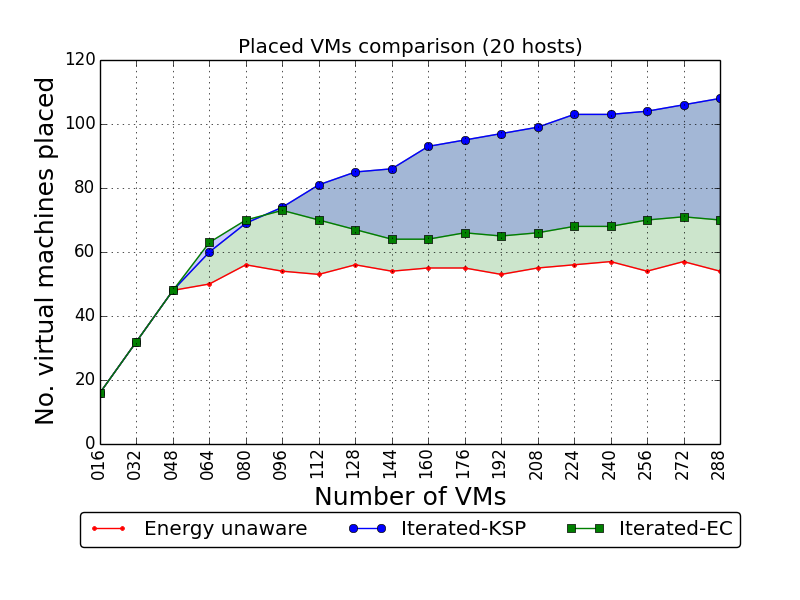 Placed VMs comparison (20 hosts)
No. virtual machines placed
120
100
80
60
40
20
0
016 032 048 064 080 096 112 128 144 160 176 192 208 224 240 256 272 288
Number of VMs
Energy unaware Iterated-KSP Iterated-EC